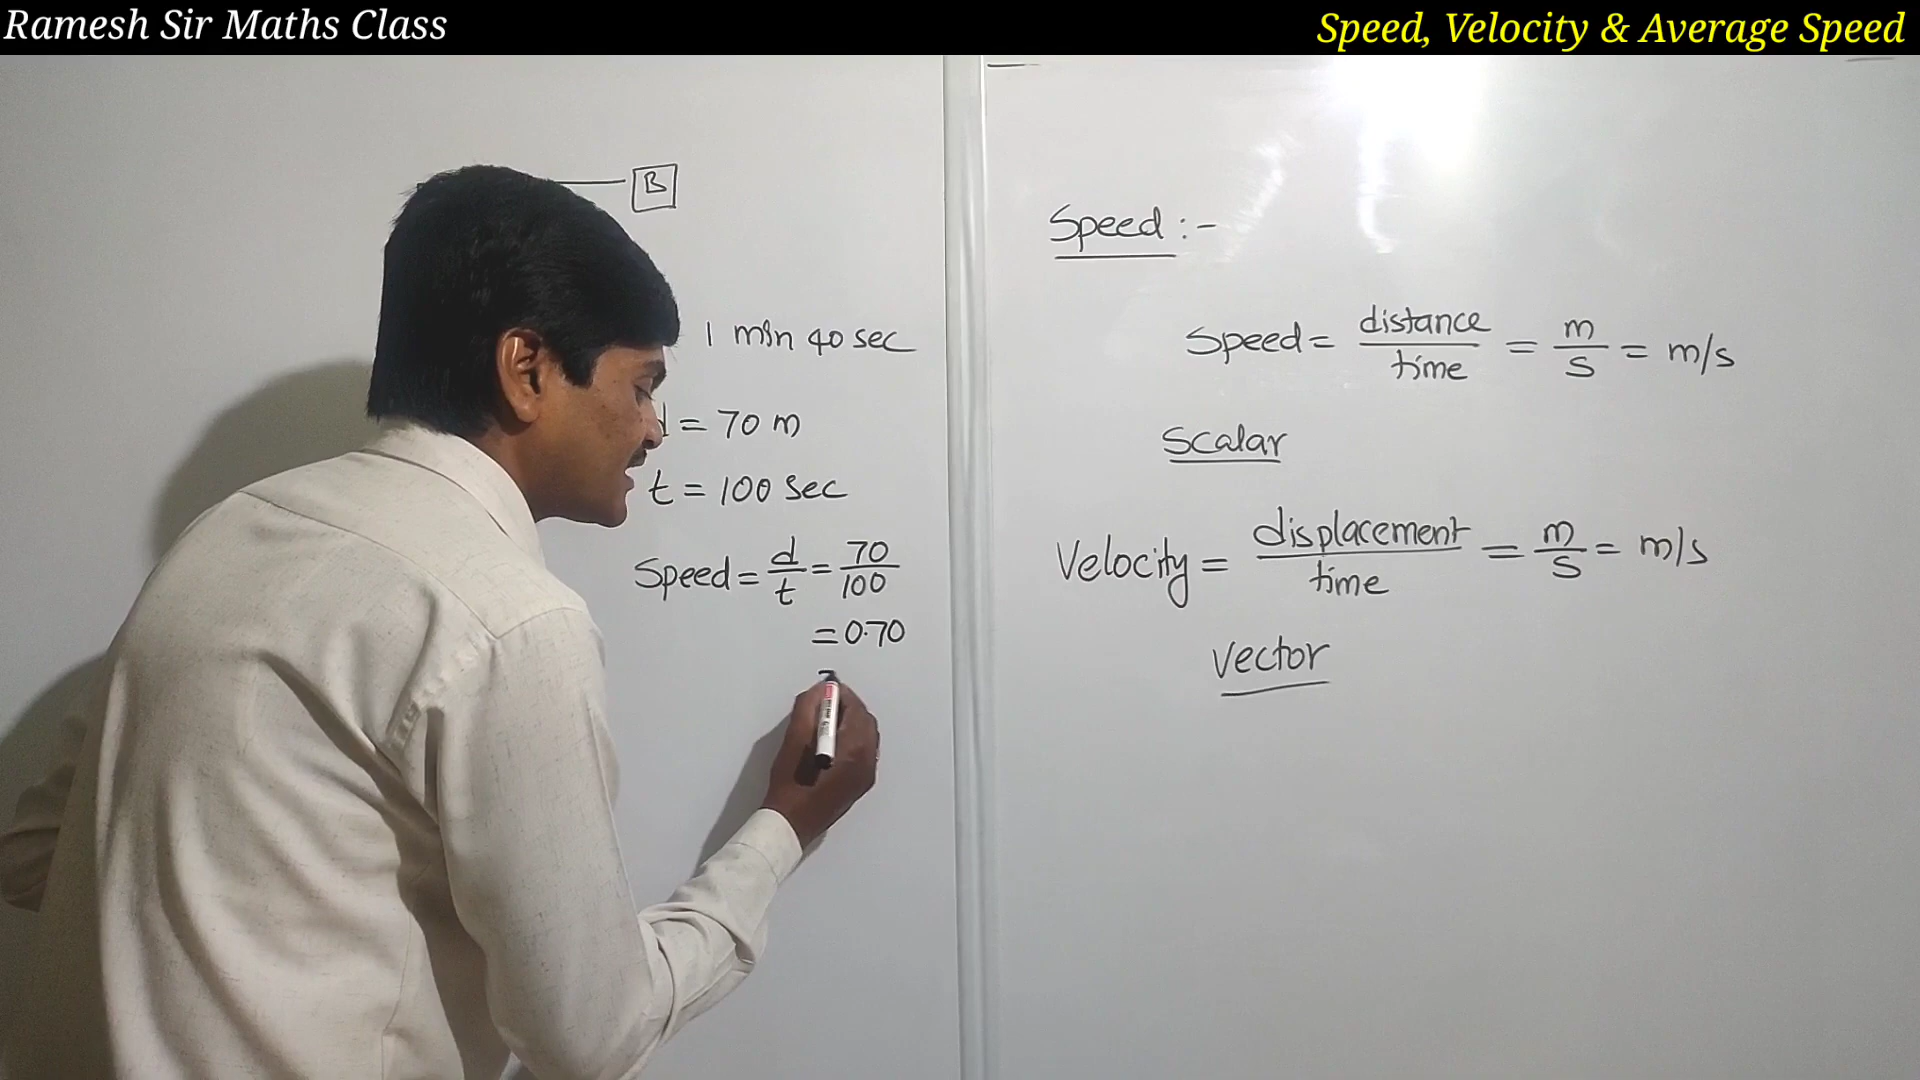 Ramesh Sir Maths Class
Speed, Velocity & Average Speed
B
1 min 40 sec
d = 70 m
t = 100 sec
Speed = d/t = 70/100
= 0.70
Speed :-
Speed = distance/time = m/s = m/s
Scalar
Velocity = displacement/time = m/s = m/s
Vector